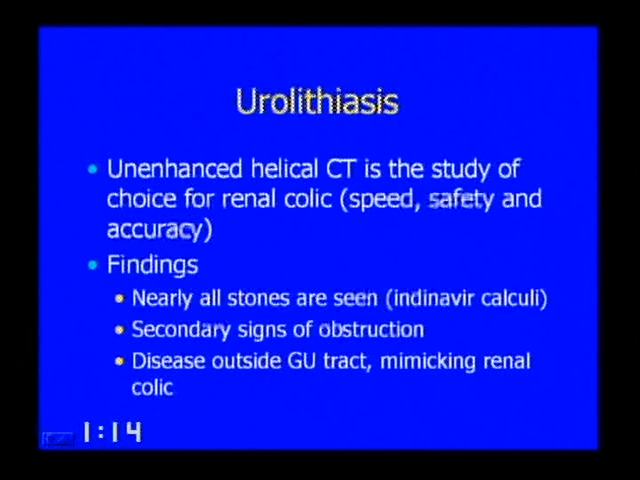 Urolithiasis
• Unenhanced helical CT is the study of
choice for renal colic (speed, safety and
accuracy)
• Findings
• Nearly all stones are seen (indinavir calculi)
• Secondary signs of obstruction
• Disease outside GU tract, mimicking renal
colic
1:14